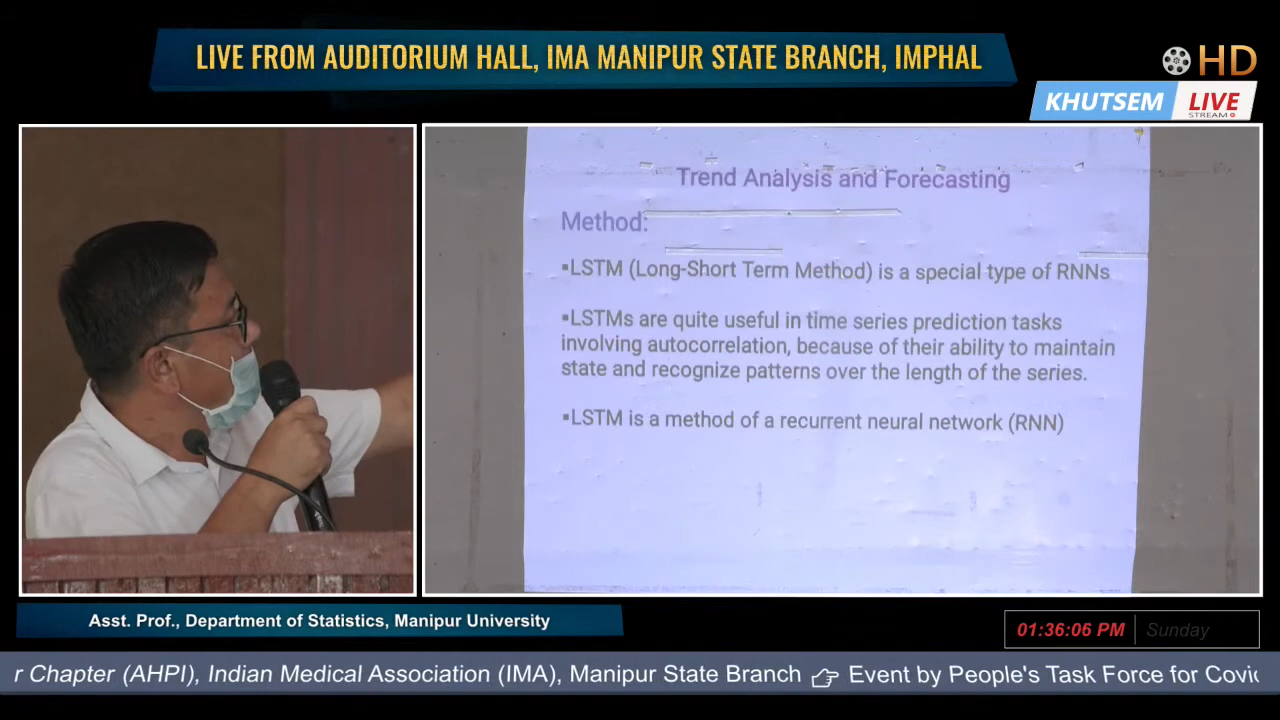 LIVE FROM AUDITORIUM HALL, IMA MANIPUR STATE BRANCH, IMPHAL
HD
KHUTSEM LIVE
STREAM
Trend Analysis and Forecasting
Method:
▪LSTM (Long-Short Term Method) is a special type of RNNs
▪LSTMs are quite useful in time series prediction tasks
involving autocorrelation, because of their ability to maintain
state and recognize patterns over the length of the series.
▪LSTM is a method of a recurrent neural network (RNN)
Asst. Prof., Department of Statistics, Manipur University
01:36:06 PM Sunday
r Chapter (AHPI), Indian Medical Association (IMA), Manipur State Branch Event by People's Task Force for Covi